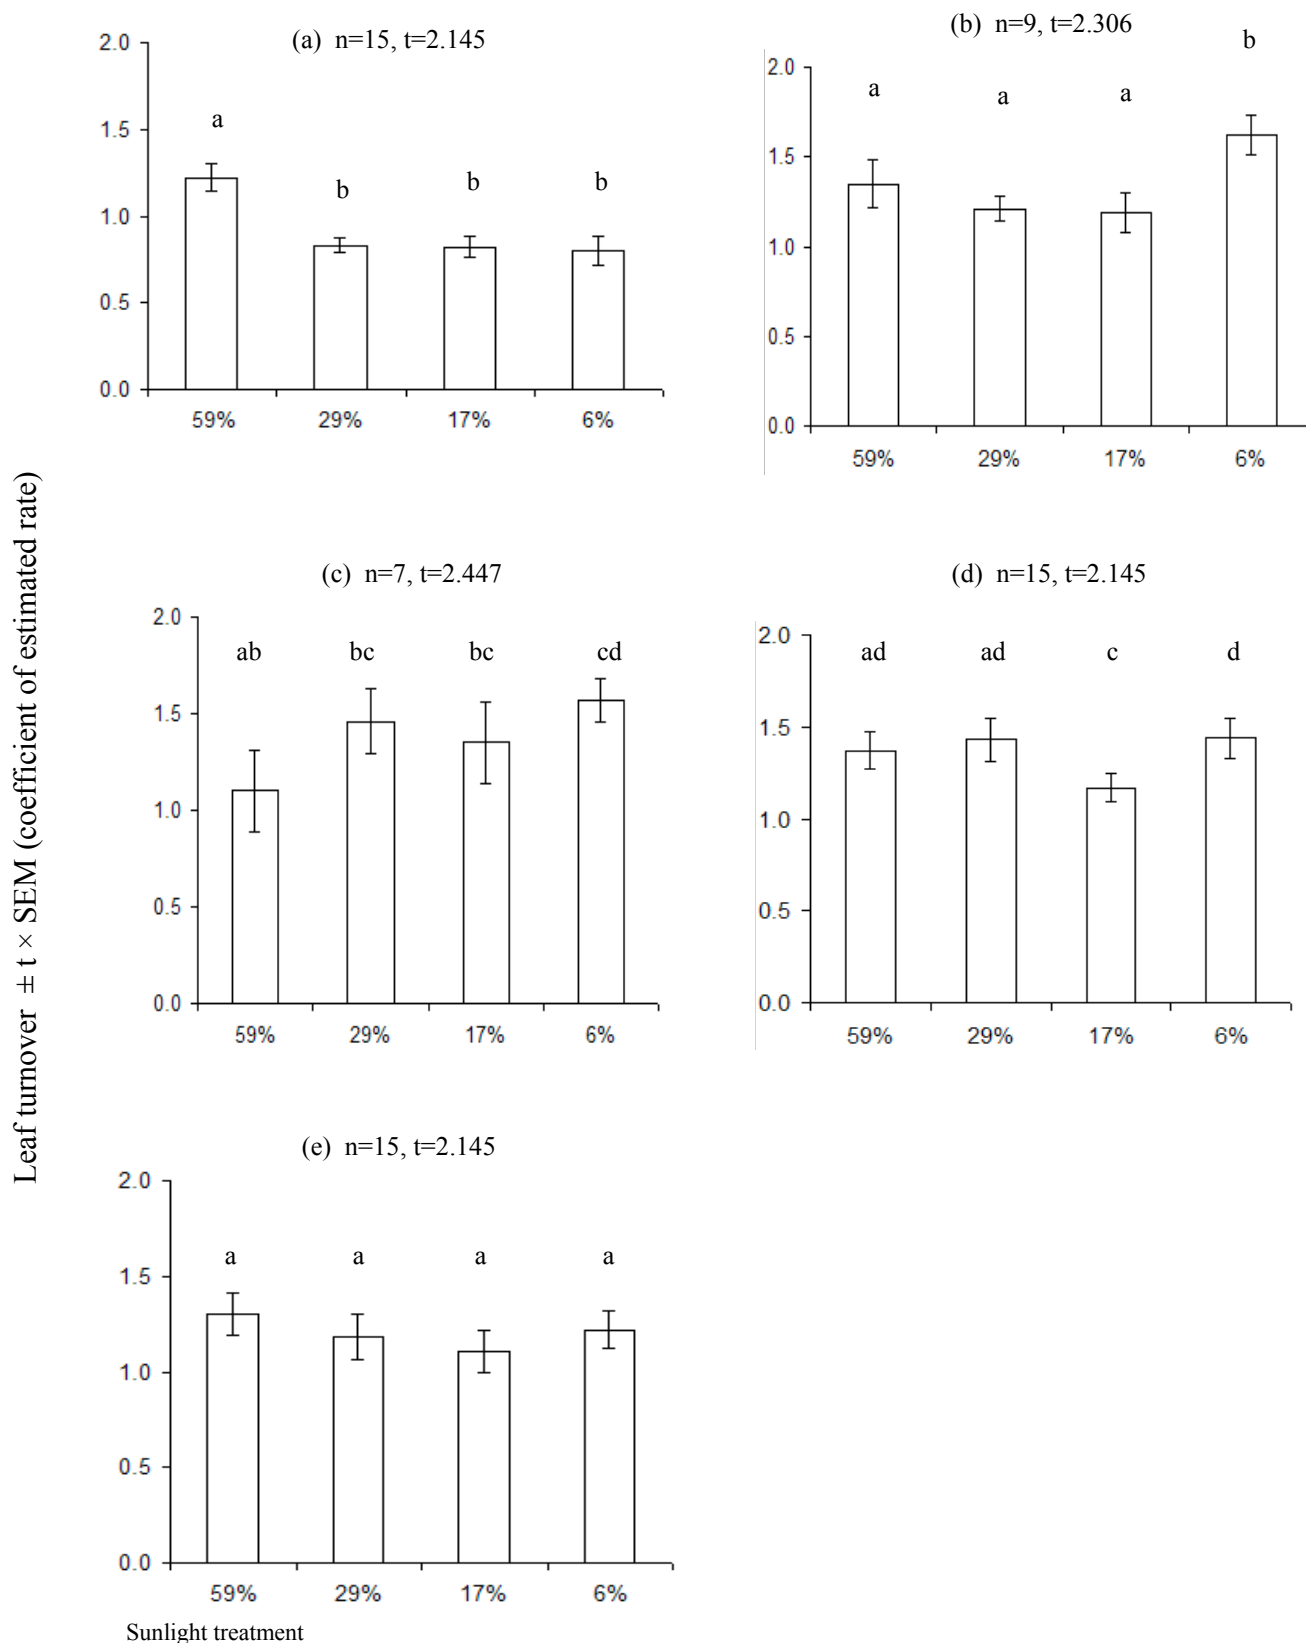 Leaf turnover ± t × SEM (coefficient of estimated rate)
(a) n=15, t=2.145
2.0
1.5
1.0
0.5
0.0
a
b
b
b
59% 29% 17% 6%
(b) n=9, t=2.306
2.0
1.5
1.0
0.5
0.0
a
a
a
b
59% 29% 17% 6%
(c) n=7, t=2.447
2.0
1.5
1.0
0.5
0.0
ab bc bc cd
59% 29% 17% 6%
(d) n=15, t=2.145
2.0
1.5
1.0
0.5
0.0
ad ad c d
59% 29% 17% 6%
(e) n=15, t=2.145
2.0
1.5
1.0
0.5
0.0
a a a a
59% 29% 17% 6%
Sunlight treatment